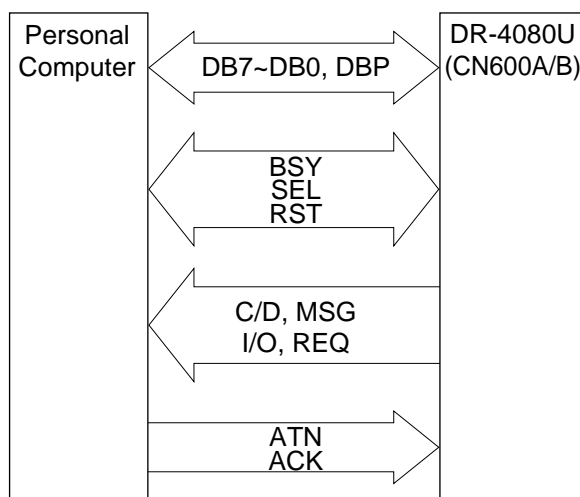 Personal
Computer
DR-4080U
(CN600A/B)
DB7~DB0, DBP
BSY
SEL
RST
C/D, MSG
I/O, REQ
ATN
ACK